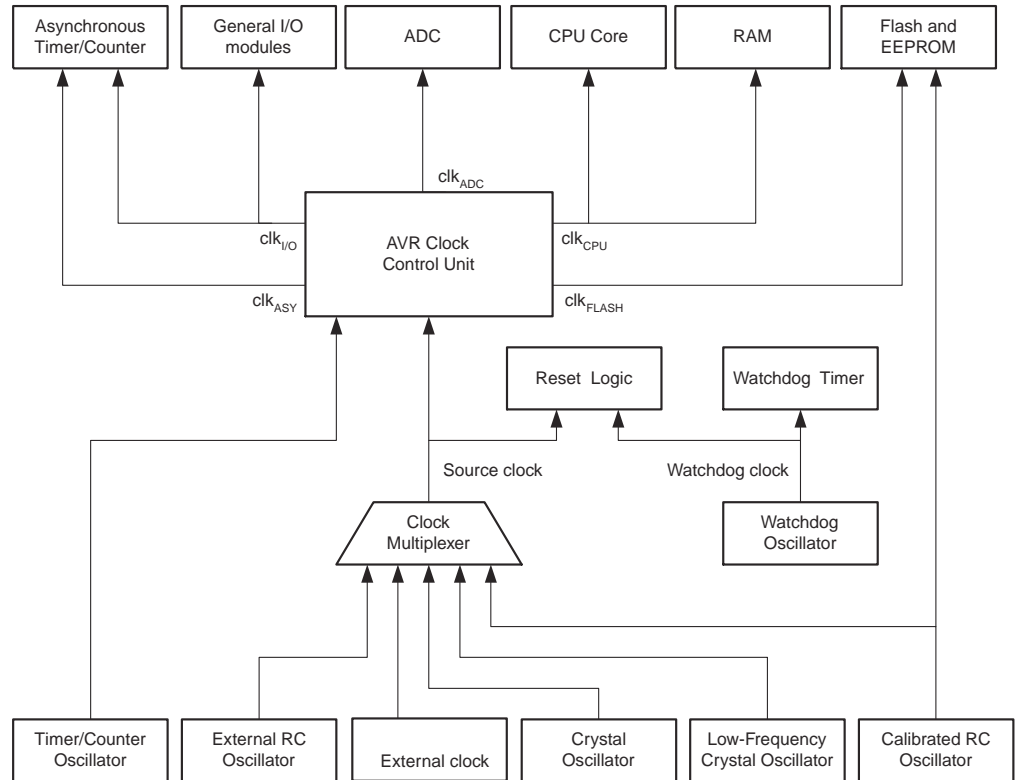 Asynchronous
Timer/Counter
General I/O
modules
ADC
CPU Core
RAM
Flash and
EEPROM
clkADC
clkI/O
AVR Clock
Control Unit
clkCPU
clkASY
clkFLASH
Reset Logic
Watchdog Timer
Source clock
Watchdog clock
Clock
Multiplexer
Watchdog
Oscillator
Timer/Counter
Oscillator
External RC
Oscillator
External clock
Crystal
Oscillator
Low-Frequency
Crystal Oscillator
Calibrated RC
Oscillator